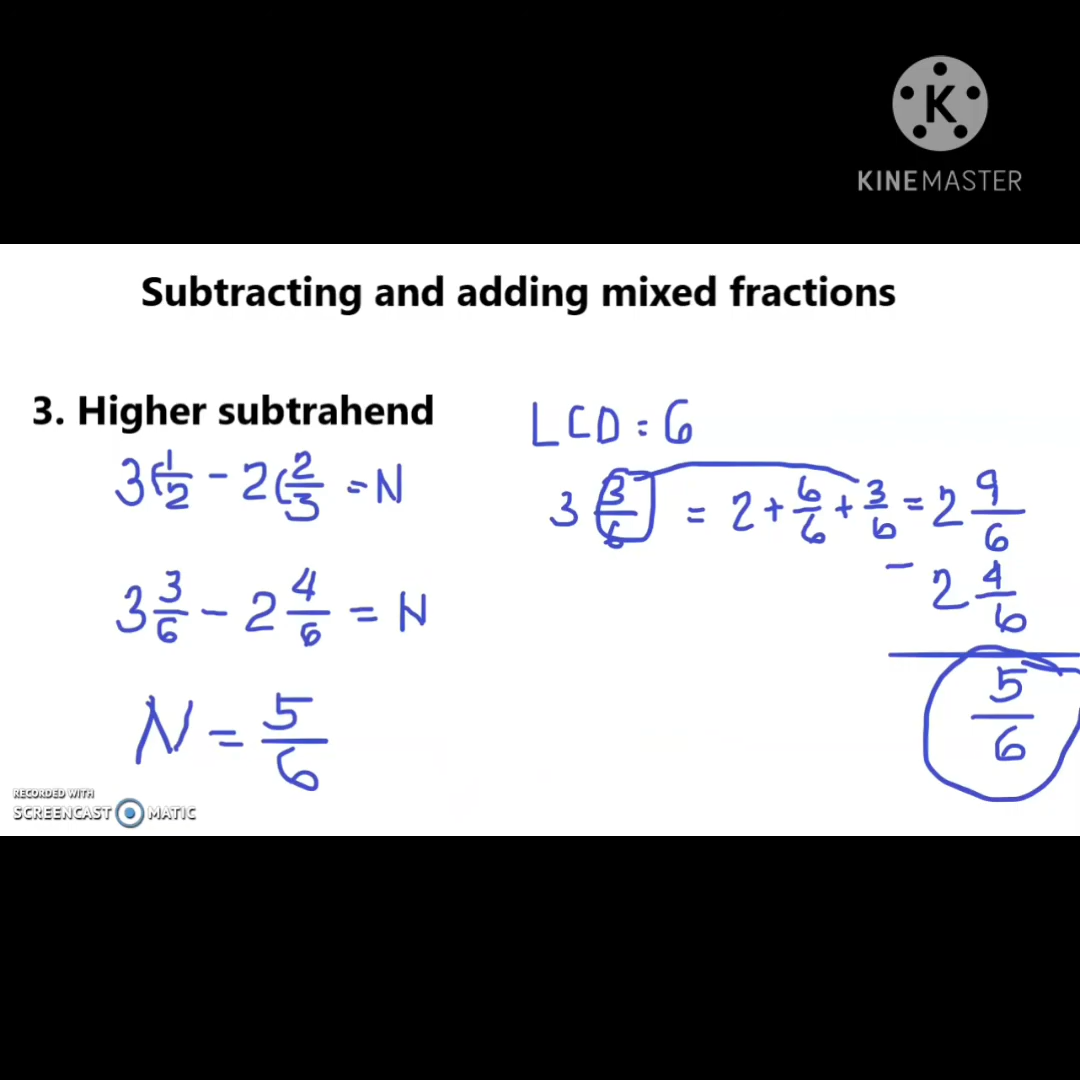 K
KINEMASTER
Subtracting and adding mixed fractions
3. Higher subtrahend
3 1/2 - 2 2/3 = N
3 3/6 - 2 4/6 = N
N = 5/6
LCD = 6
3 3/6 = 2 + 6/6 + 3/6 = 2 9/6
- 2 4/6
5/6
RECORDED WITH
SCREENCAST MATIC